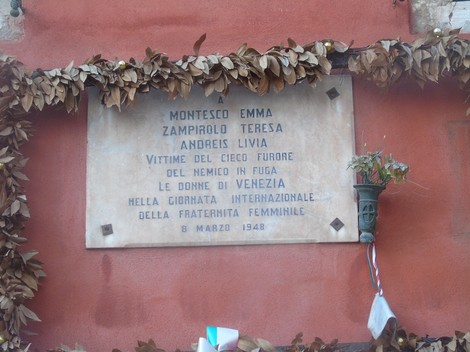 A
MONTESCO EMMA
ZAMPIROLO TERESA
ANDREIS LIVIA
VITTIME DEL CIECO FURORE
DEL NEMICO IN FUGA
LE DONNE DI VENEZIA
NELLA GIORNATA INTERNAZIONALE
DELLA FRATERNITA FEMMINILE
8 MARZO 1948